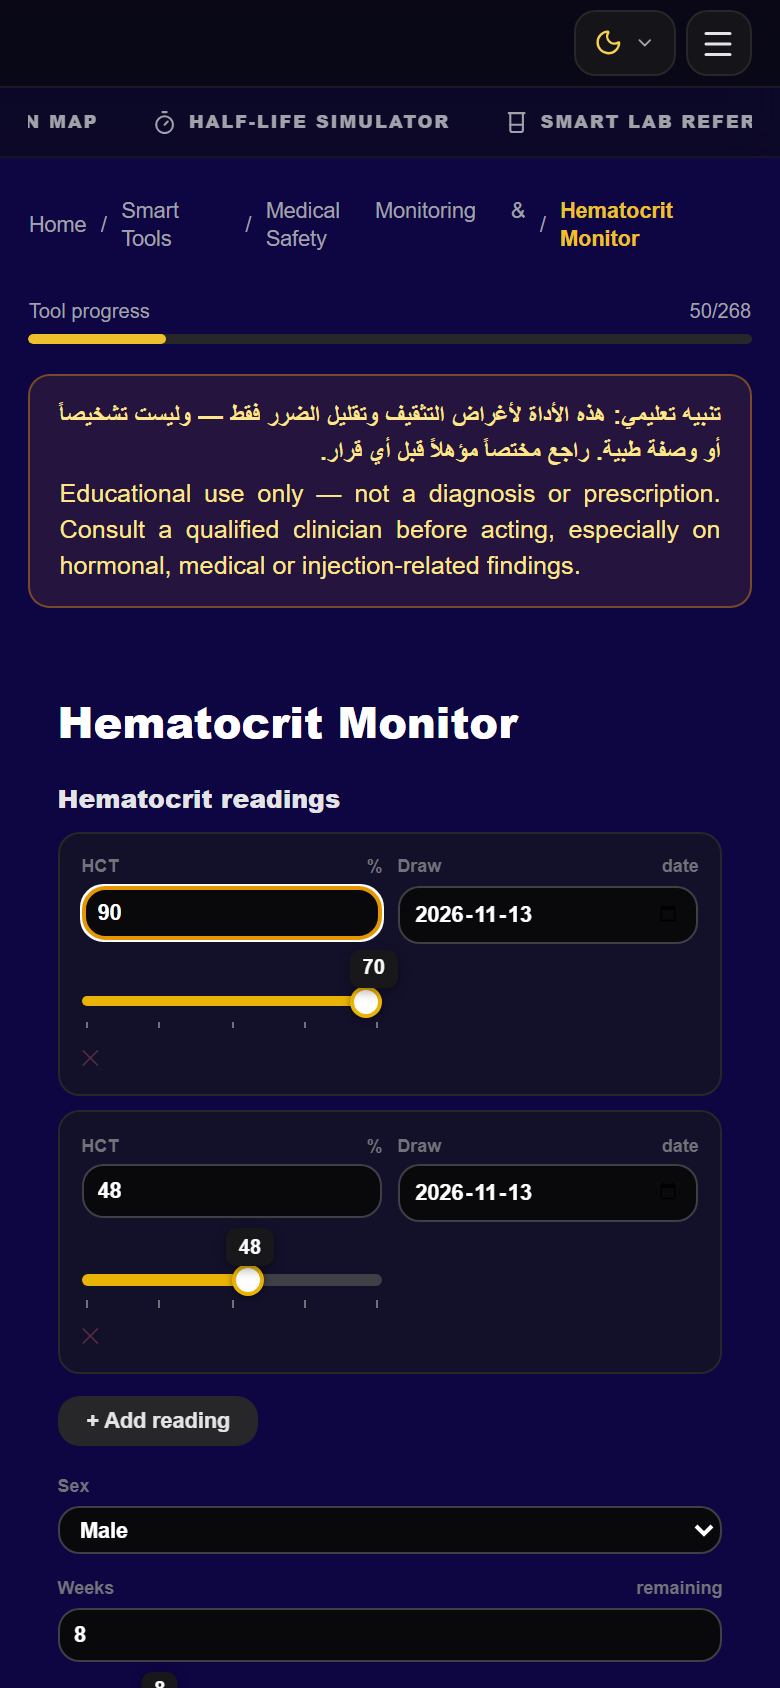 N MAP
HALF-LIFE SIMULATOR
SMART LAB REFER
Home / Smart Tools / Medical Monitoring & Safety / Hematocrit Monitor
Tool progress 50/268
تنبيه تعليمي: هذه الأداة لأغراض التثقيف وتقليل الضرر فقط — وليست تشخيصاً
أو وصفة طبية. راجع مختصاً مؤهلاً قبل أي قرار.
Educational use only — not a diagnosis or prescription.
Consult a qualified clinician before acting, especially on
hormonal, medical or injection-related findings.
Hematocrit Monitor
Hematocrit readings
HCT % Draw date
90 2026-11-13
70
HCT % Draw date
48 2026-11-13
48
+ Add reading
Sex
Male
Weeks remaining
8
8